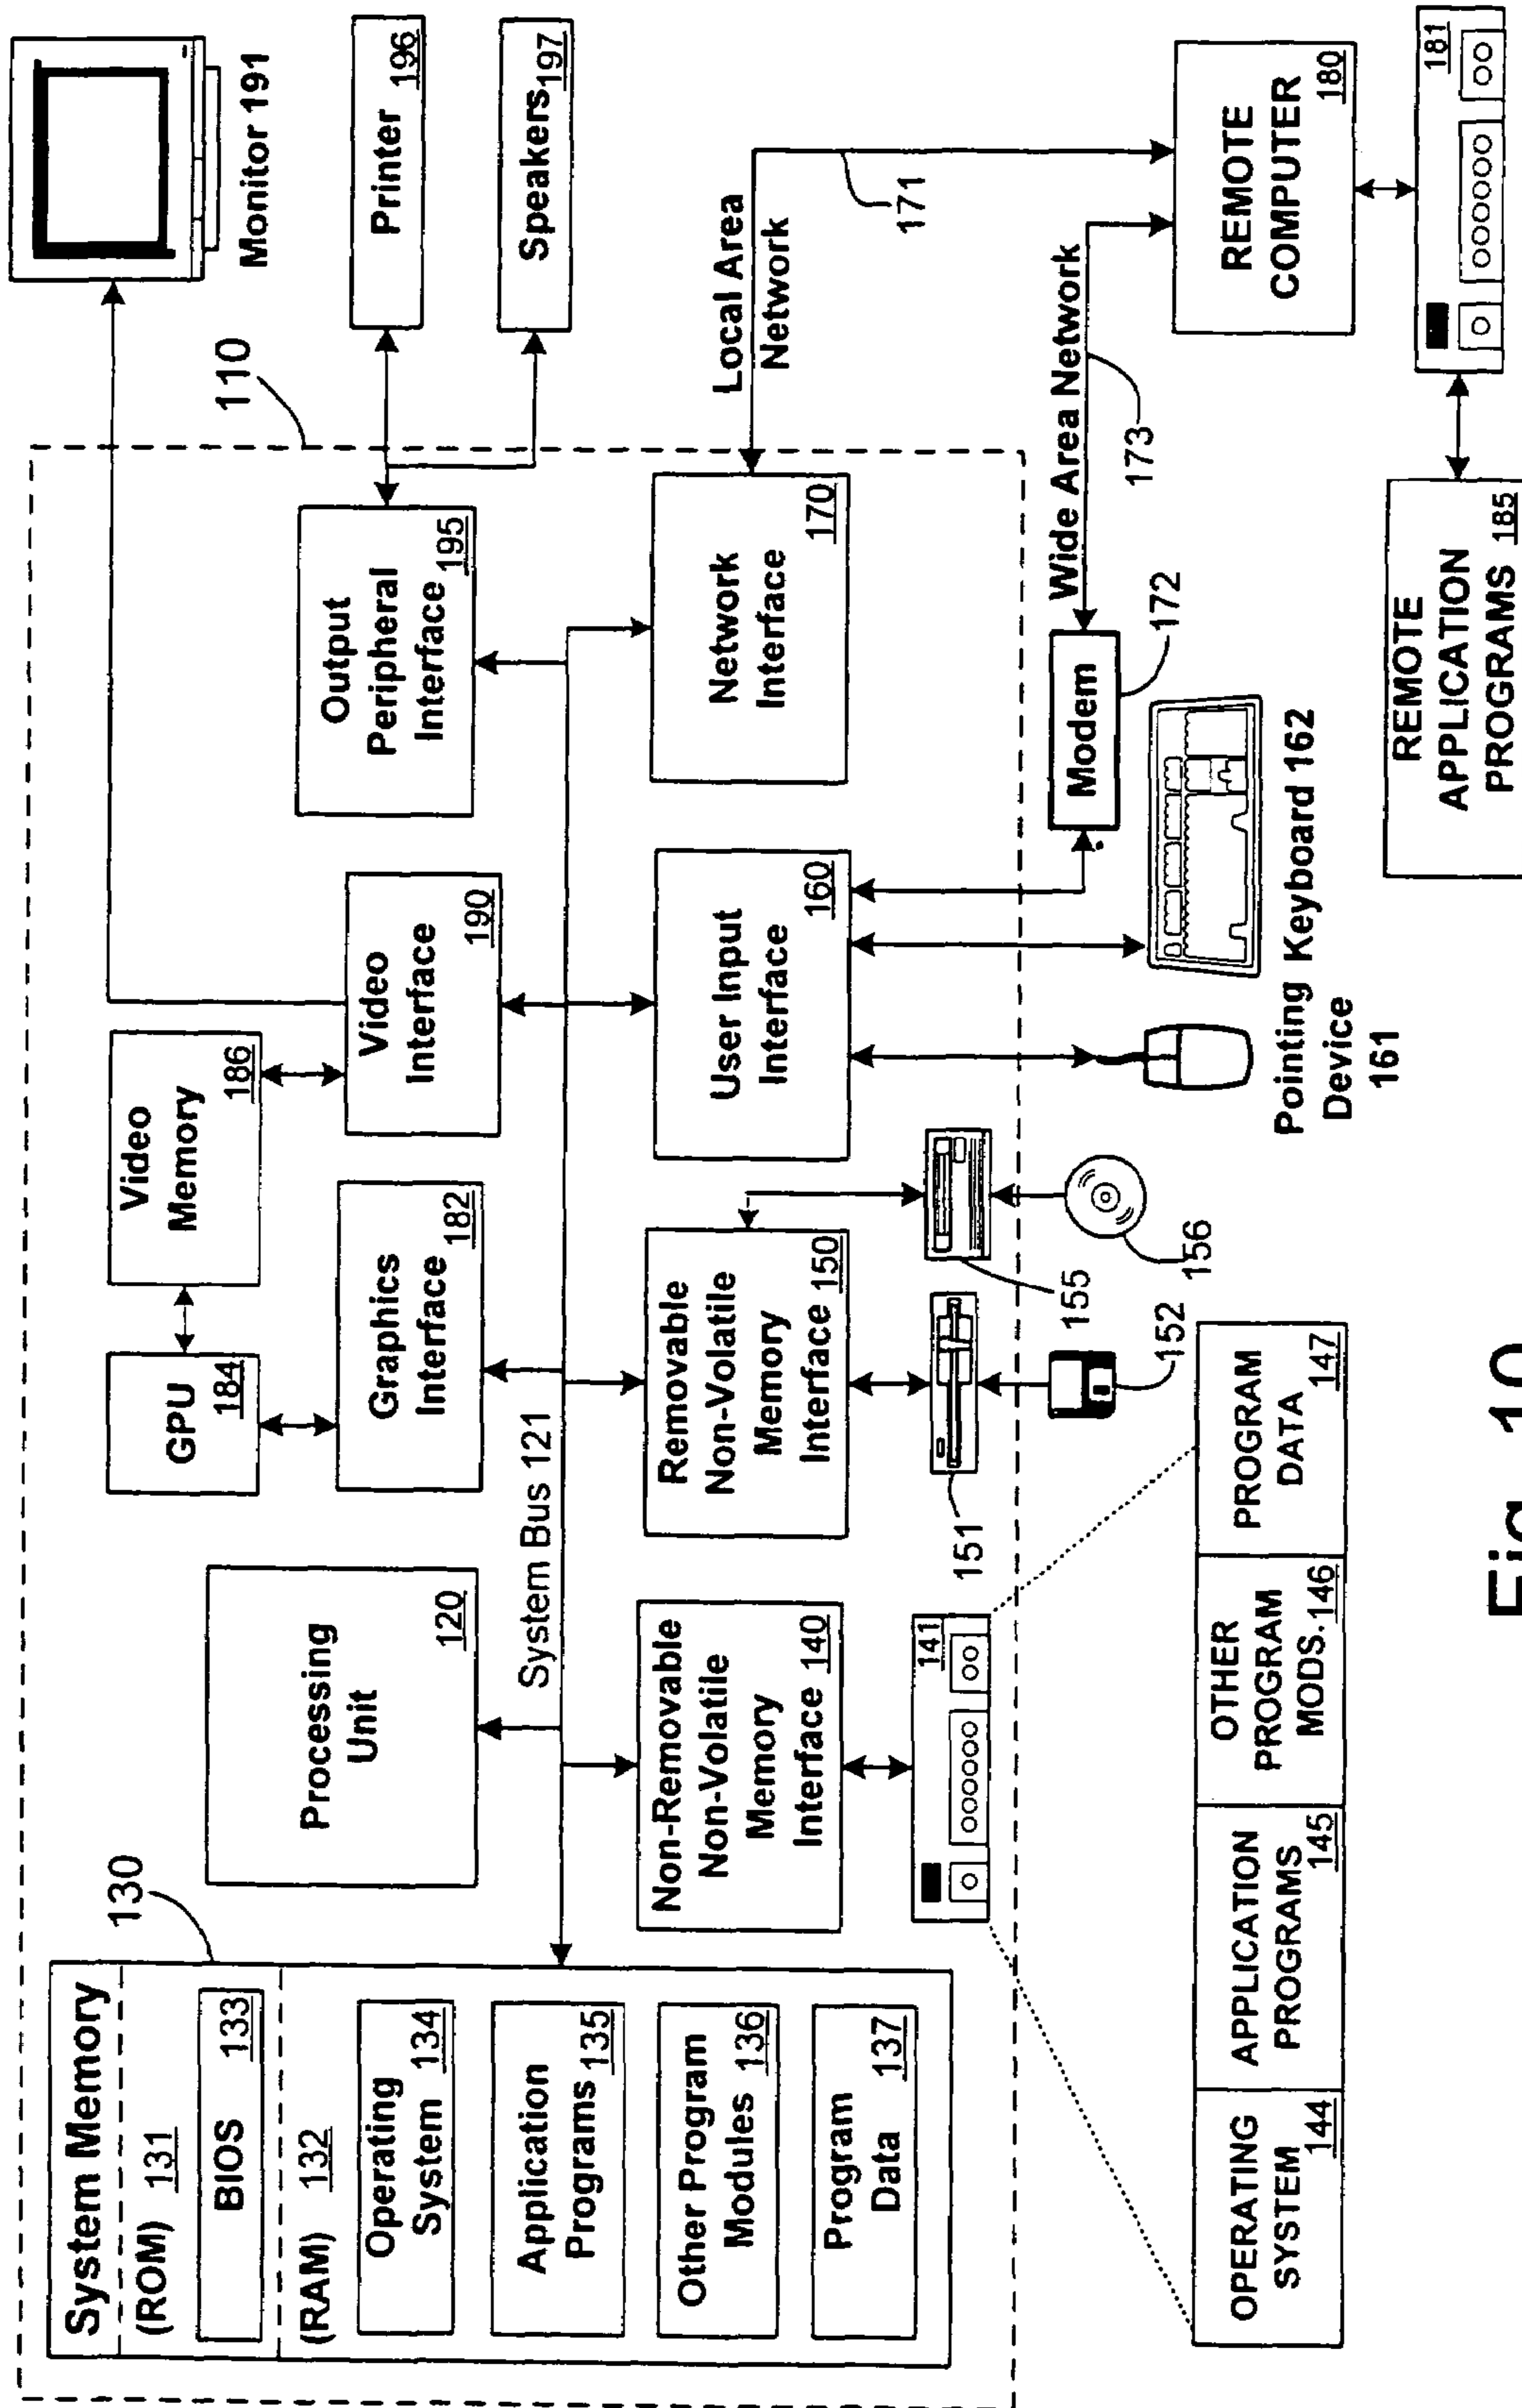 System Memory
(ROM) 131
BIOS 133
(RAM) 132
Operating
System 134
Application
Programs 135
Other Program
Modules 136
Program
Data 137
130
Processing
Unit
120
GPU
184
Video
Memory
186
Graphics
Interface
182
Video
Interface
190
Output
Peripheral
Interface 195
110
Monitor 191
Printer
196
Speakers 197
System Bus 121
Non-Removable
Non-Volatile
Memory
Interface 140
Removable
Non-Volatile
Memory
Interface 150
User Input
Interface
160
Network
Interface
170
Local Area
Network
171
141
151
152
155
156
Wide Area Network
173
Modem
172
Pointing
Device
161
Keyboard 162
REMOTE
COMPUTER
180
181
REMOTE
APPLICATION
PROGRAMS 185
OPERATING
SYSTEM 144
APPLICATION
PROGRAMS
145
OTHER
PROGRAM
MODS. 146
PROGRAM
DATA
147
Fig. 10